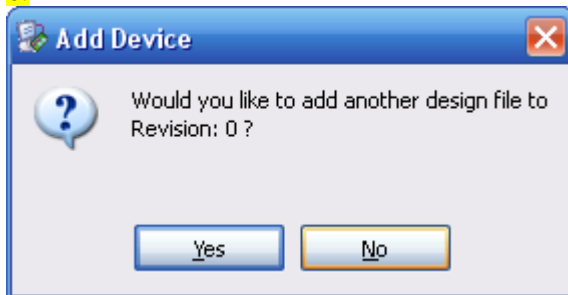 Add Device
Would you like to add another design file to
Revision: 0 ?
Yes
No